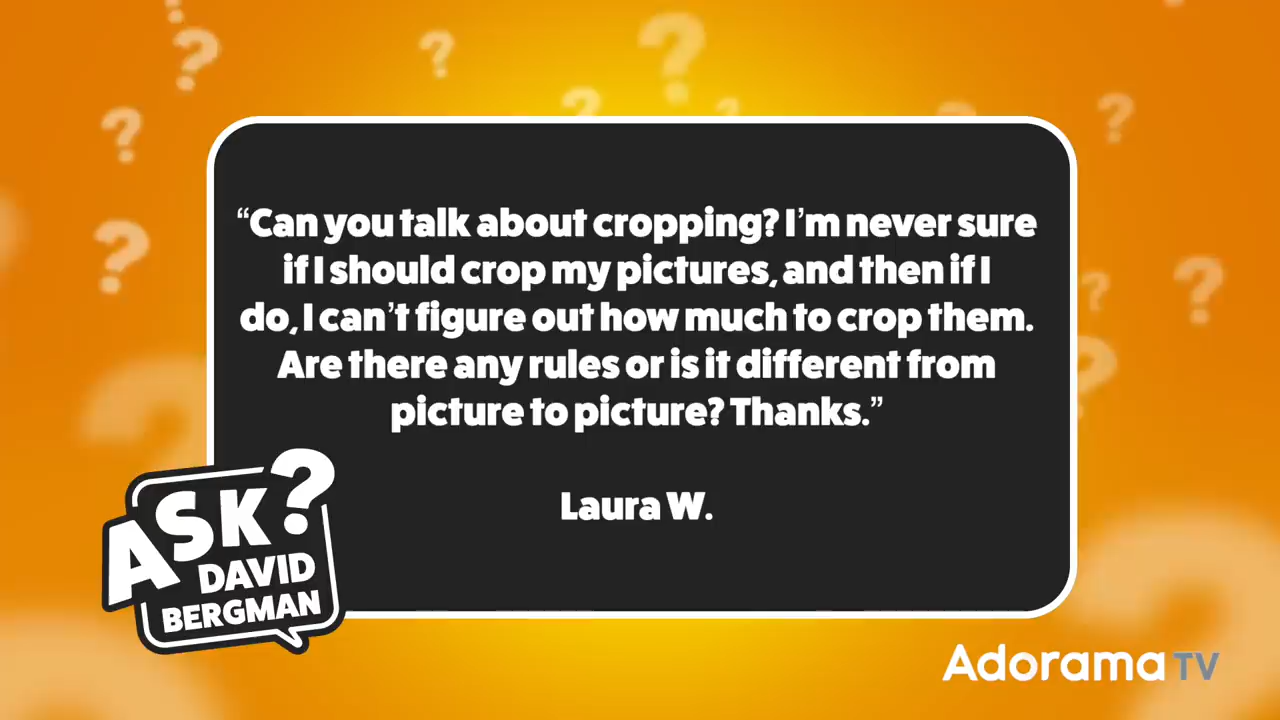 “Can you talk about cropping? I’m never sure
if I should crop my pictures, and then if I
do, I can’t figure out how much to crop them.
Are there any rules or is it different from
picture to picture? Thanks.”
Laura W.
ASK?
DAVID
BERGMAN
Adorama TV